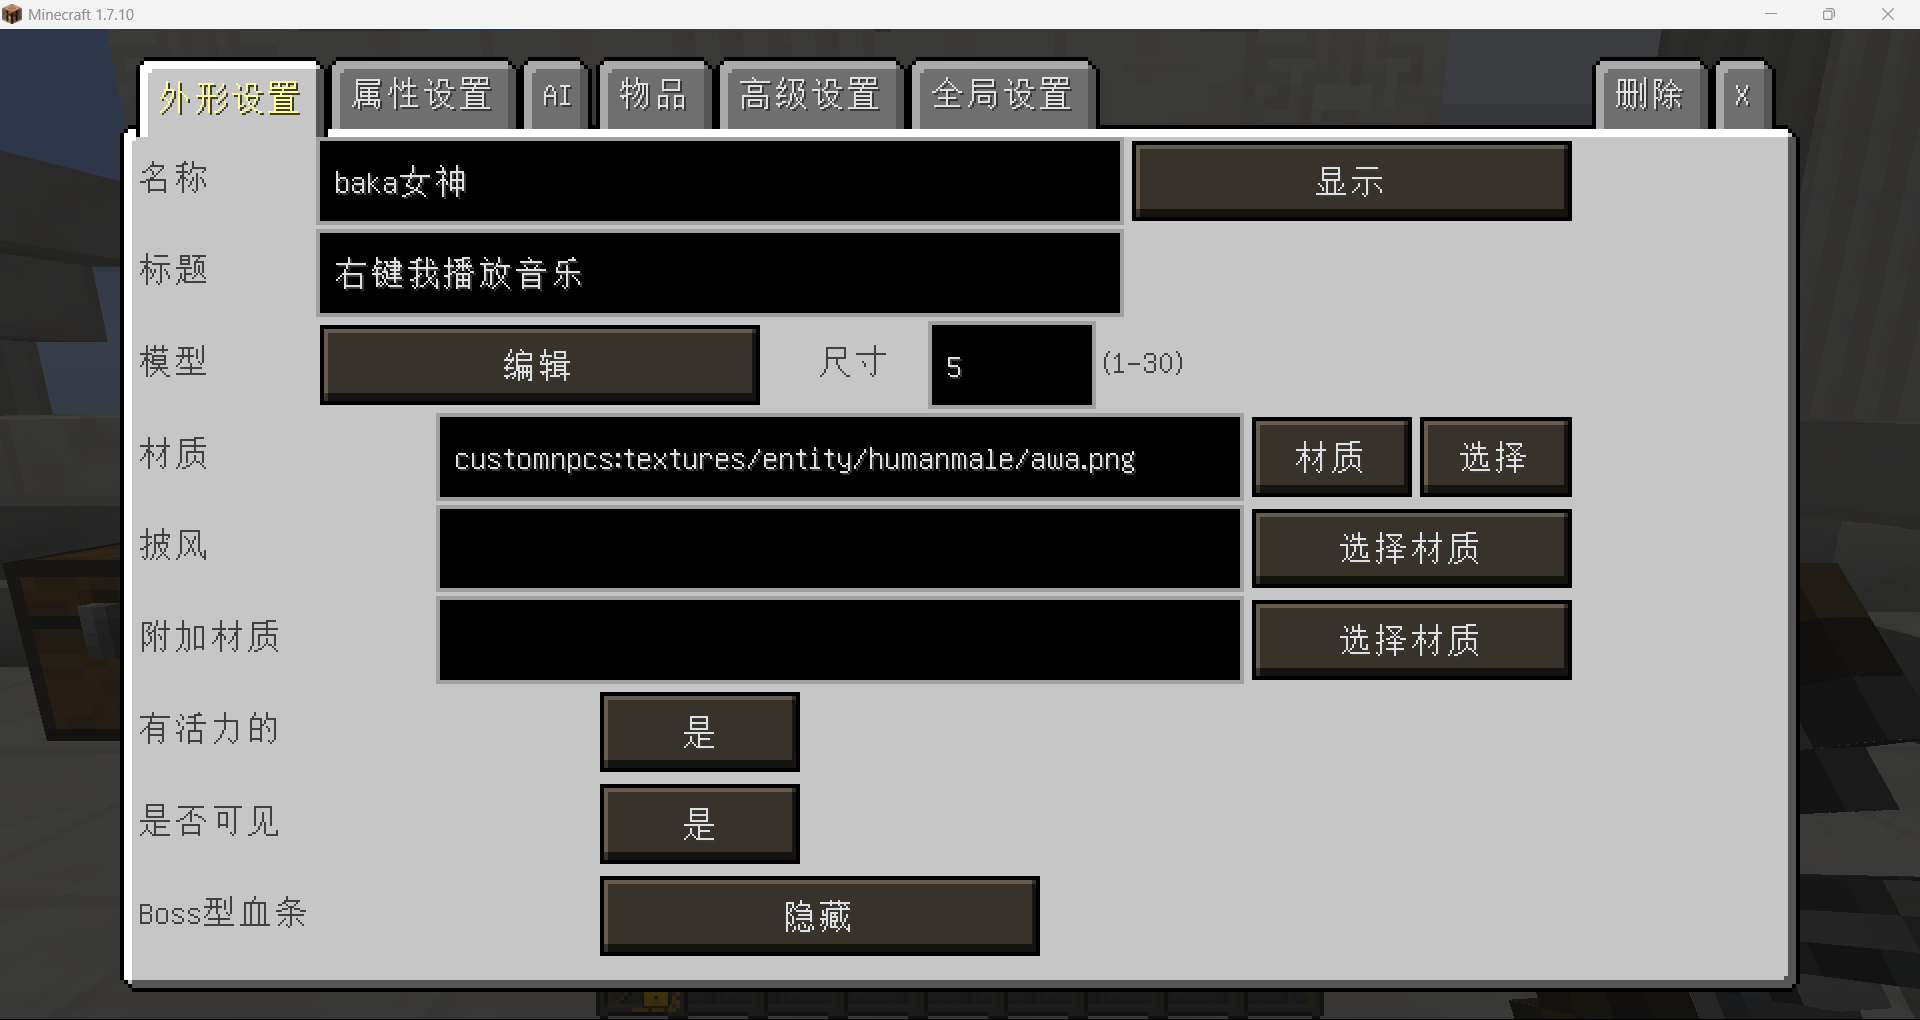 Minecraft 1.7.10
外形设置 属性设置 AI 物品 高级设置 全局设置 删除 X
名称 baka女神 显示
标题 右键我播放音乐
模型 编辑 尺寸 5 (1-30)
材质 customnpcs:textures/entity/humanmale/awa.png 材质 选择
披风 选择材质
附加材质 选择材质
有活力的 是
是否可见 是
Boss型血条 隐藏